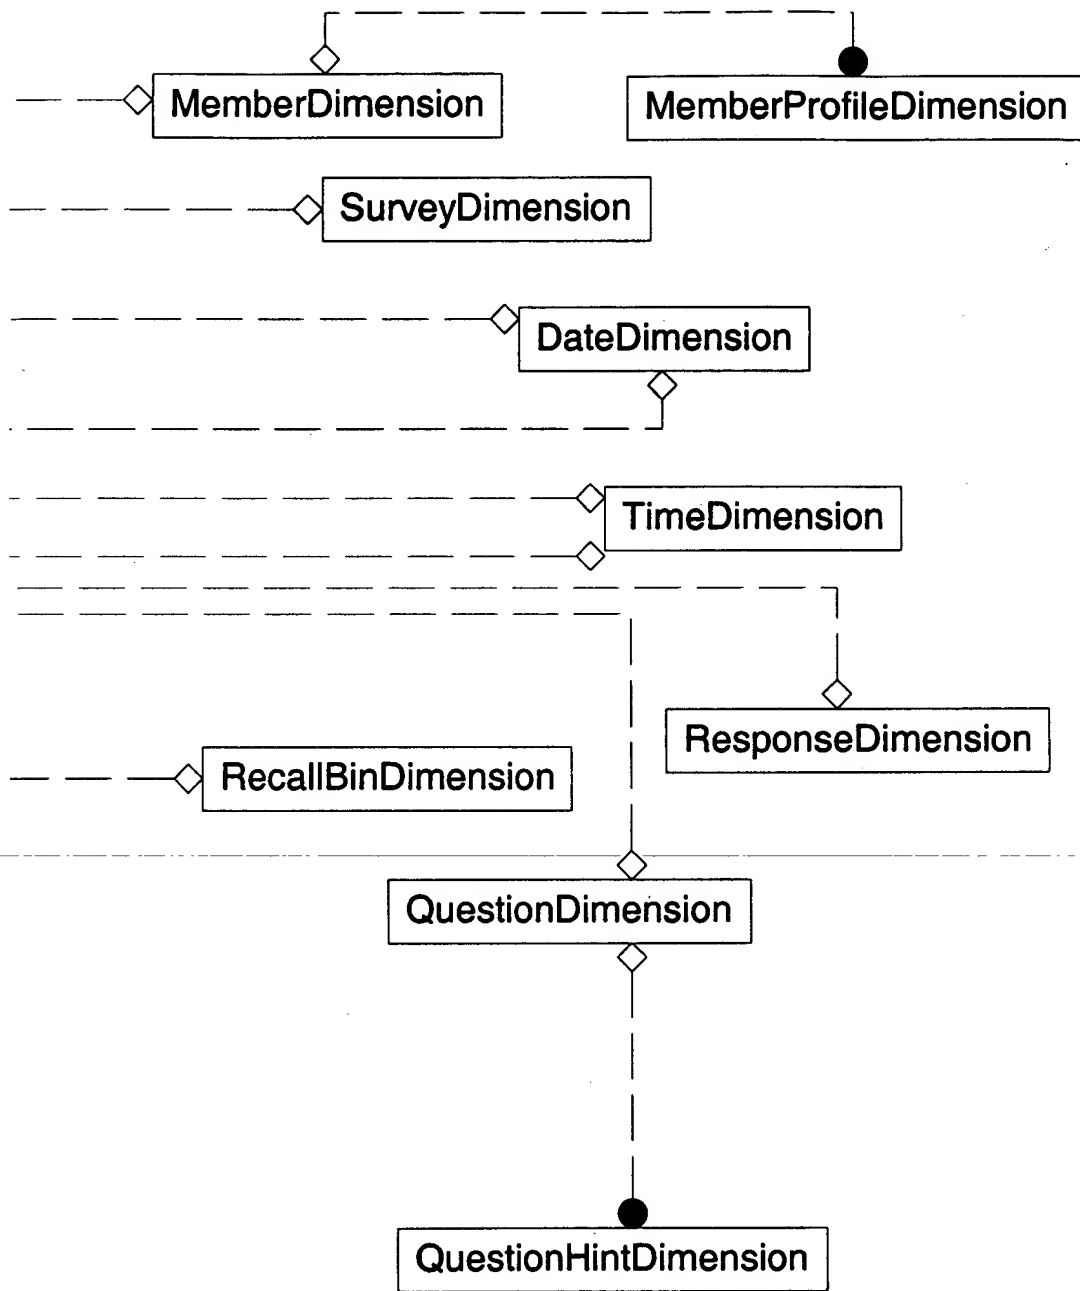 MemberDimension
MemberProfileDimension
SurveyDimension
DateDimension
TimeDimension
ResponseDimension
RecallBinDimension
QuestionDimension
QuestionHintDimension